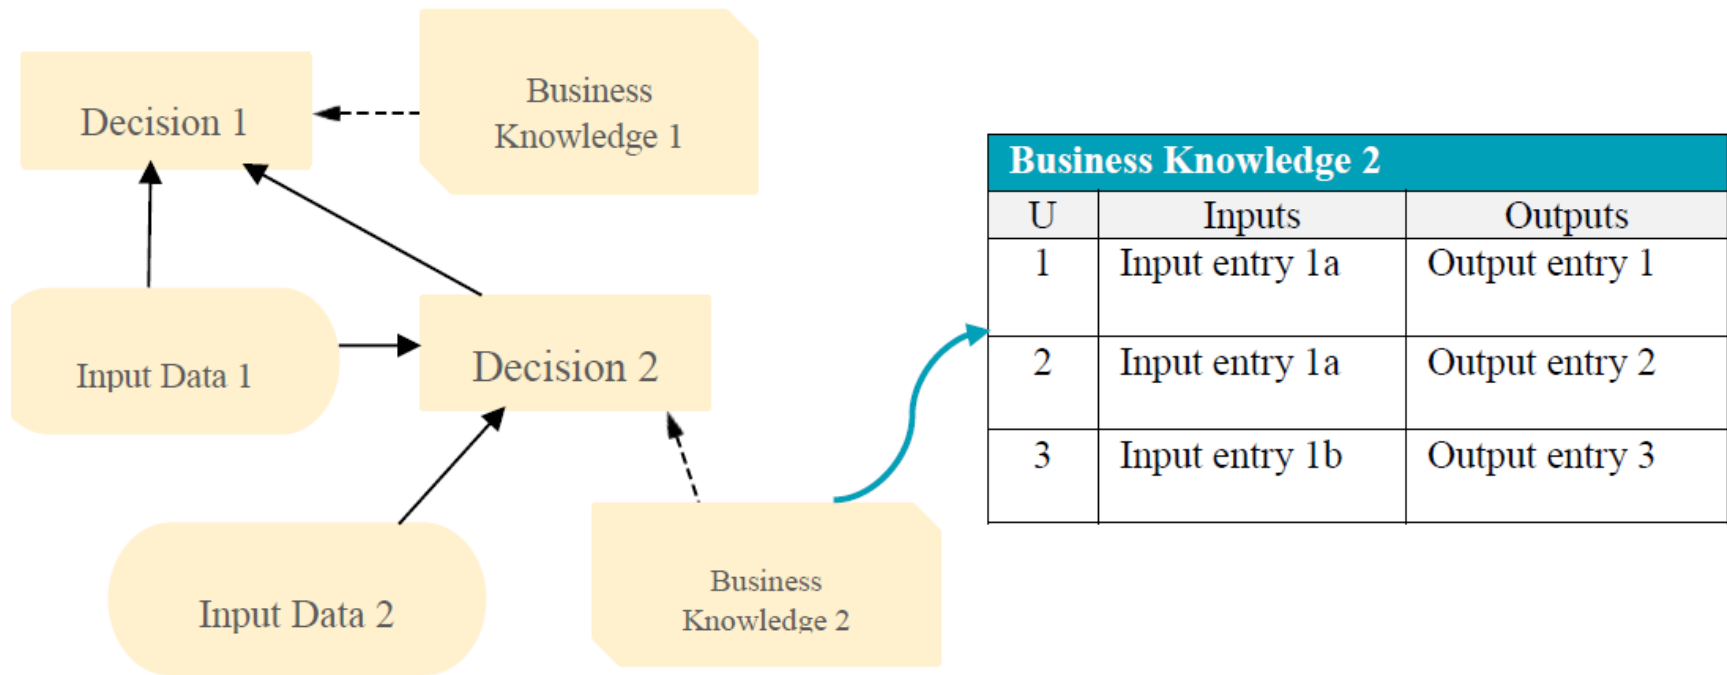 Decision 1
Business
Knowledge 1
Input Data 1
Decision 2
Input Data 2
Business
Knowledge 2
Business Knowledge 2
U Inputs Outputs
1 Input entry 1a Output entry 1
2 Input entry 1a Output entry 2
3 Input entry 1b Output entry 3